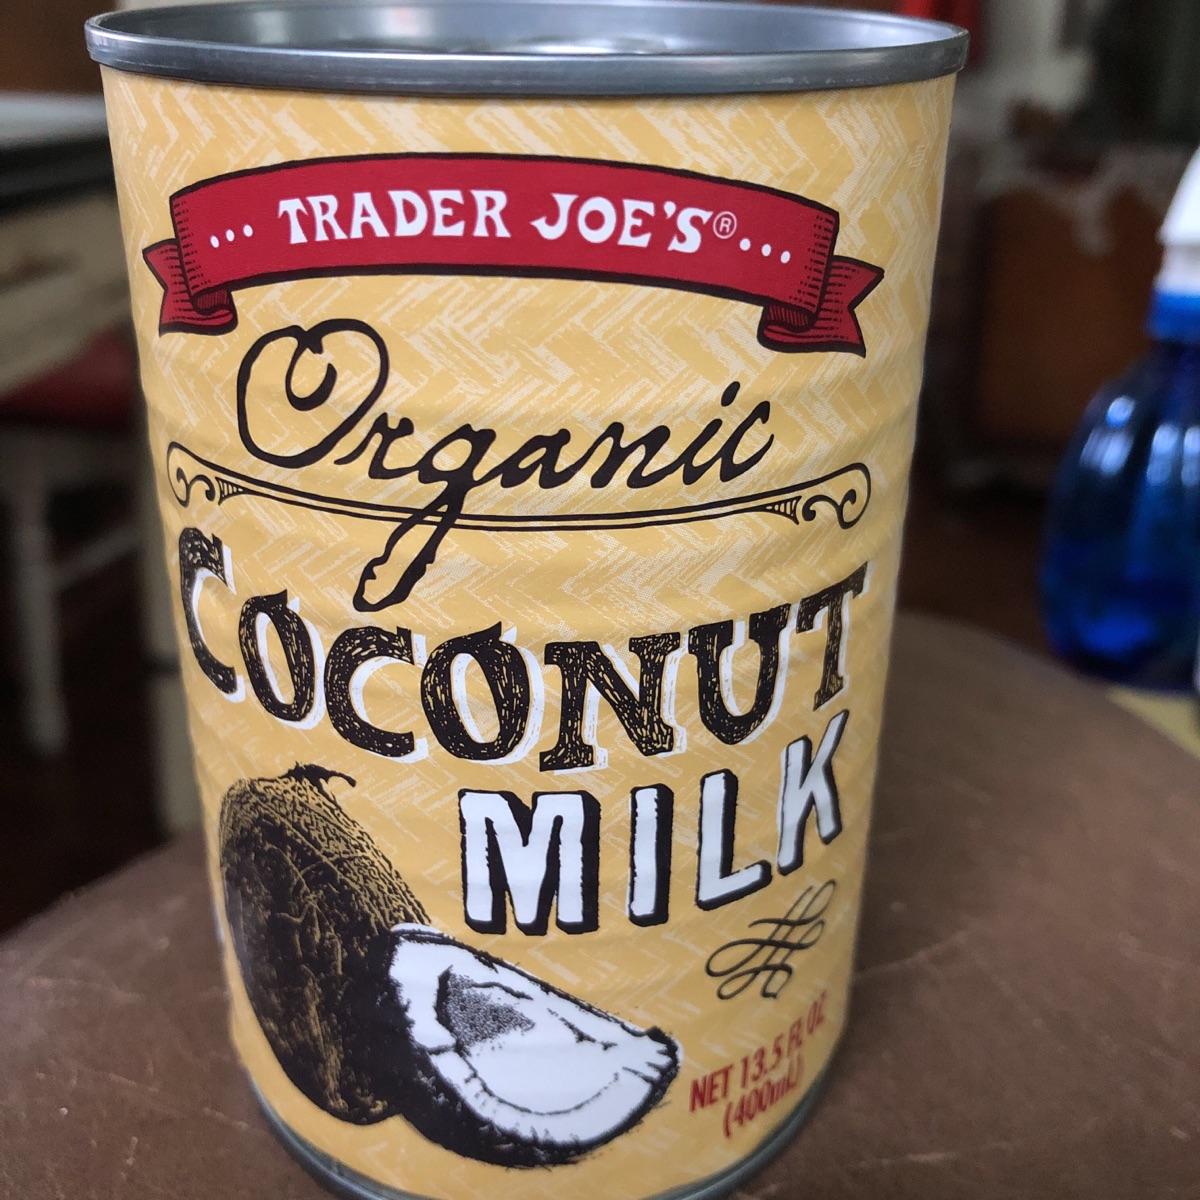 ... TRADER JOE'S® ...
Organic
COCONUT
MILK
NET 13.5 FL OZ
(400mL)